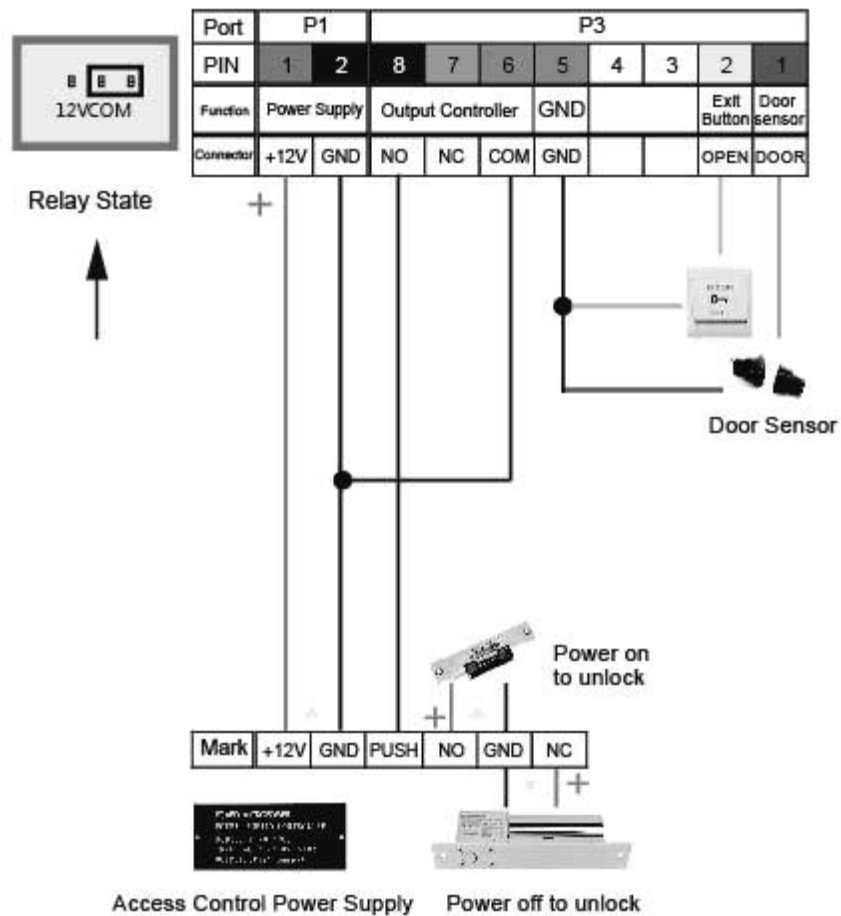 Port P1 P3
PIN 1 2 8 7 6 5 4 3 2 1
Function Power Supply Output Controller GND Exit Button Door sensor
Connector +12V GND NO NC COM GND OPEN DOOR
12VCOM
Relay State
+
Door Sensor
Power on
to unlock
+
Mark +12V GND PUSH NO GND NC
+
Access Control Power Supply Power off to unlock